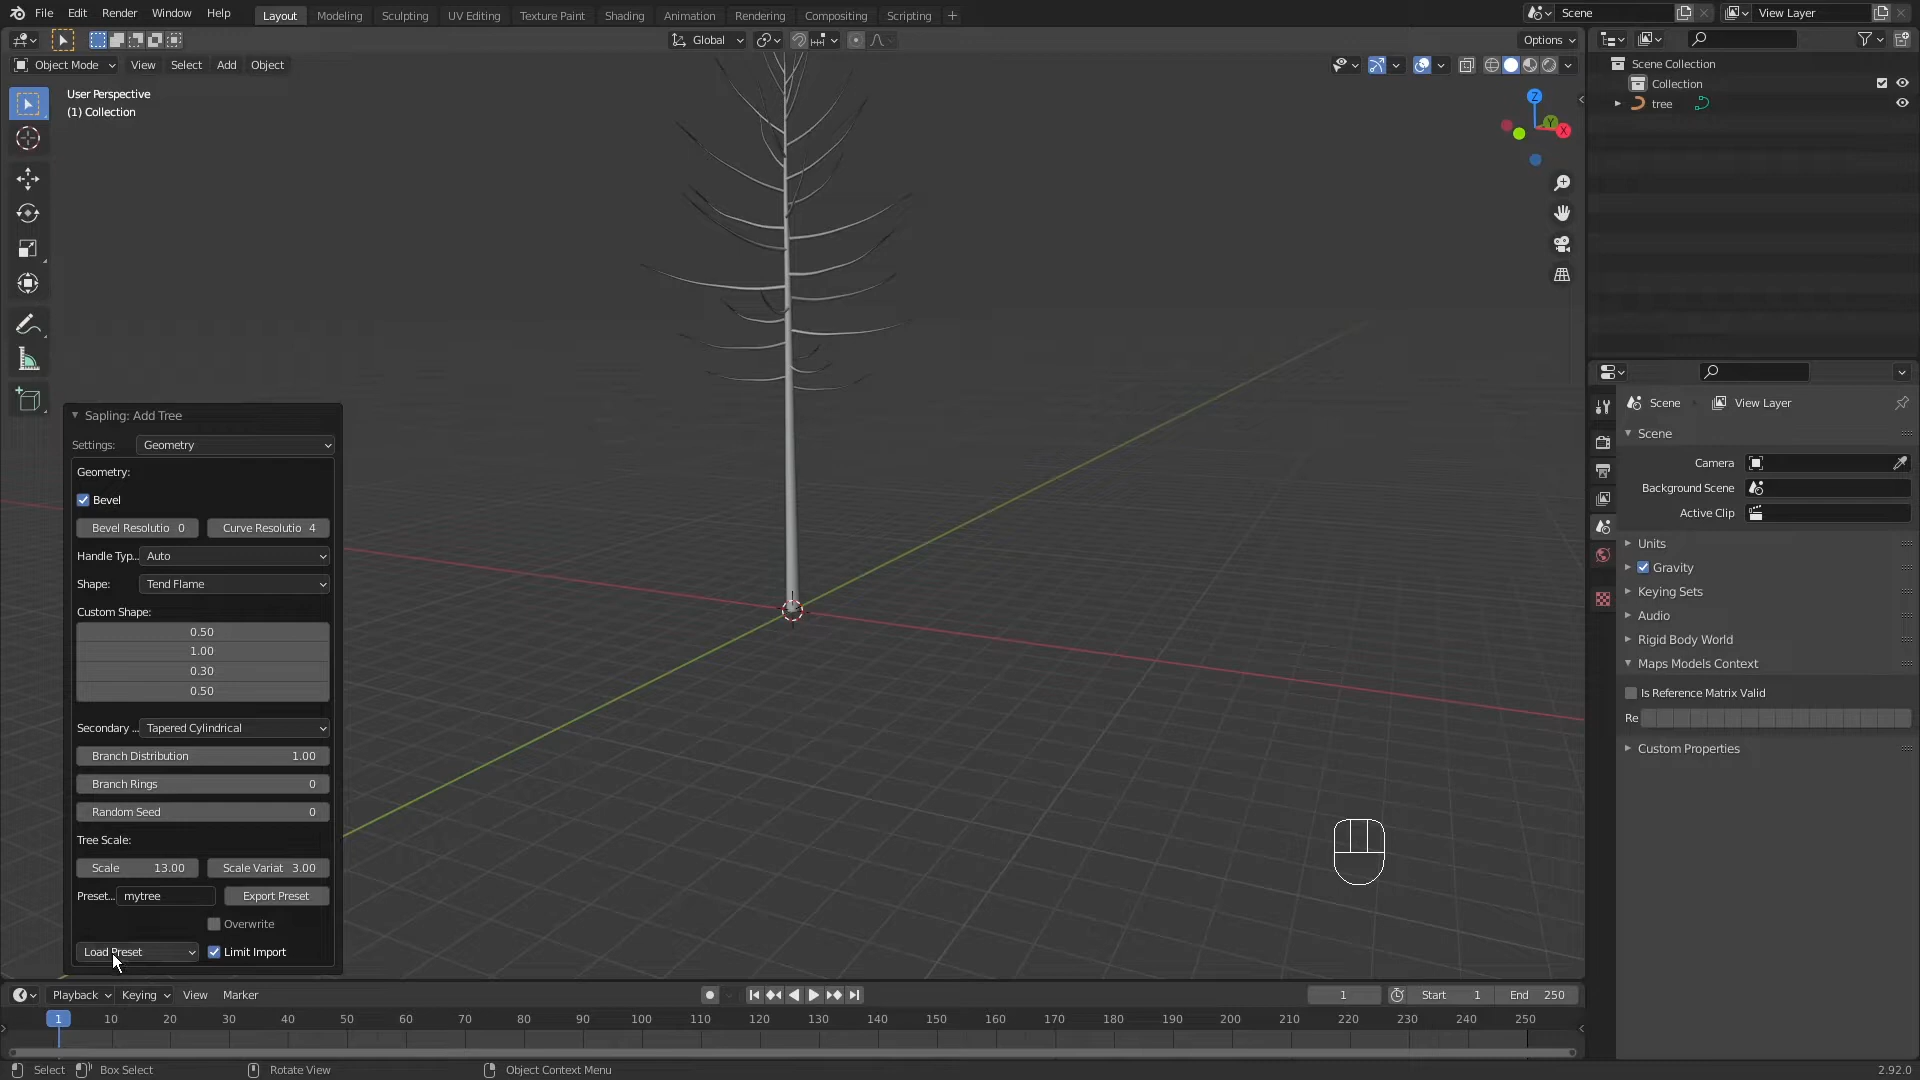 File Edit Render Window Help Layout Modeling Sculpting UV Editing Texture Paint Shading Animation Rendering Compositing Scripting + Scene View Layer
Global Options
Object Mode View Select Add Object
User Perspective
(1) Collection
Z
Y
X
Scene Collection
Collection
tree
Sapling: Add Tree
Settings: Geometry
Geometry:
Bevel
Bevel Resolutio 0 Curve Resolutio 4
Handle Typ... Auto
Shape: Tend Flame
Custom Shape:
0.50
1.00
0.30
0.50
Secondary ... Tapered Cylindrical
Branch Distribution 1.00
Branch Rings 0
Random Seed 0
Tree Scale:
Scale 13.00 Scale Variat 3.00
Preset... mytree Export Preset
Overwrite
Load Preset Limit Import
Scene View Layer
Scene
Camera
Background Scene
Active Clip
Units
Gravity
Keying Sets
Audio
Rigid Body World
Maps Models Context
Is Reference Matrix Valid
Re
Custom Properties
Playback Keying View Marker 1 Start 1 End 250
1 10 20 30 40 50 60 70 80 90 100 110 120 130 140 150 160 170 180 190 200 210 220 230 240 250
Select Box Select Rotate View Object Context Menu 2.92.0